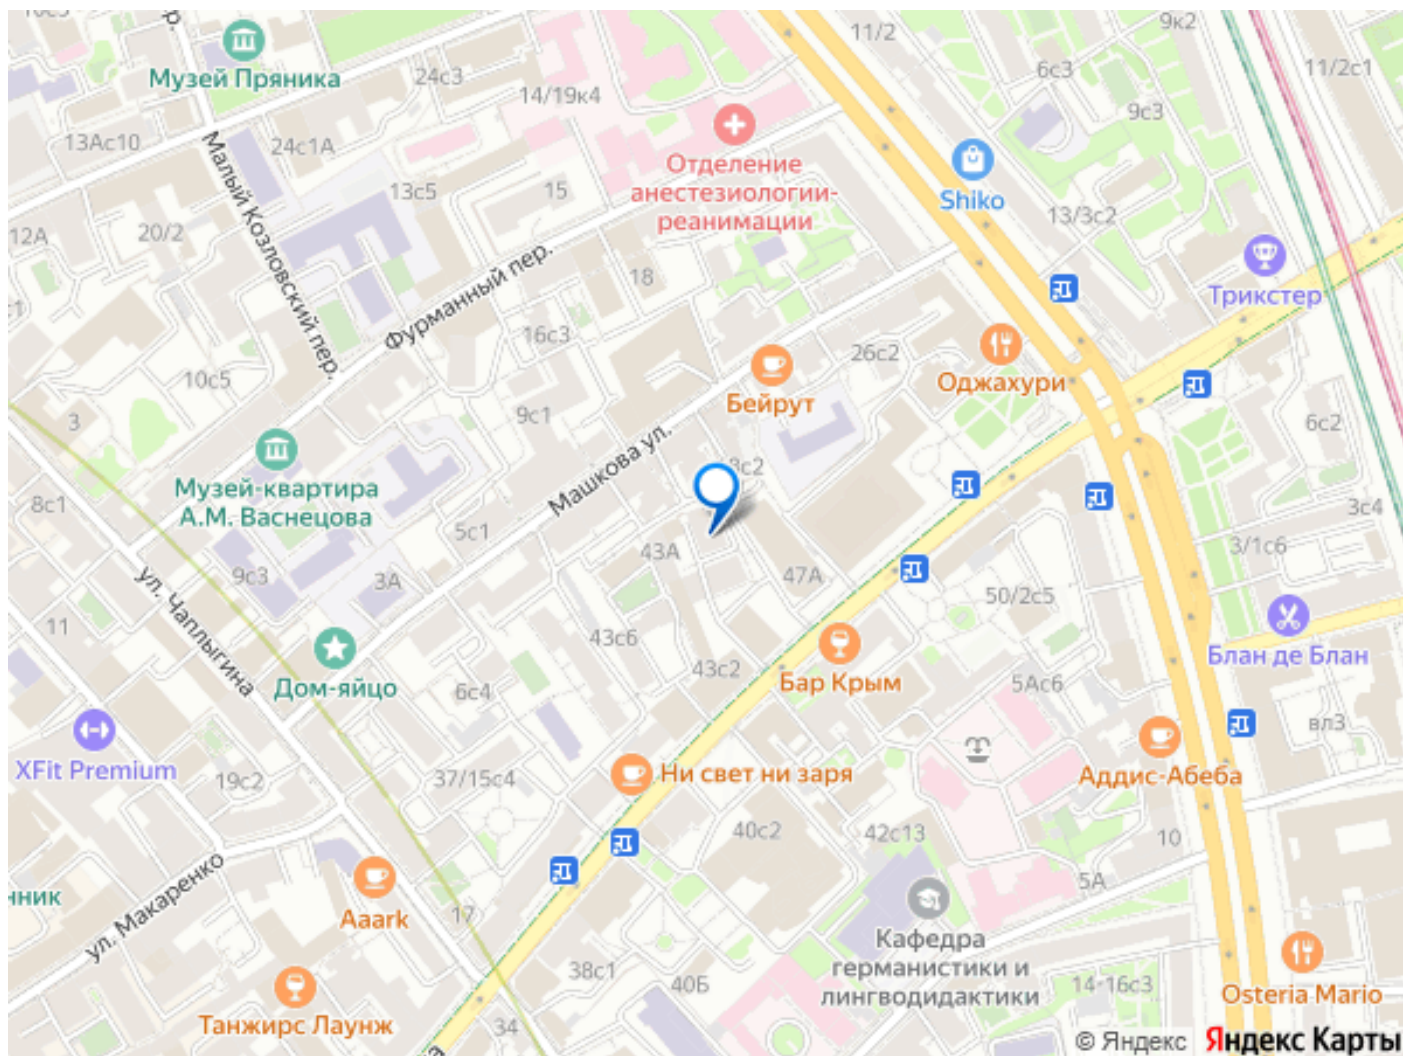 11/2
9к2
6с3
11/2с1
Музей Пряника
24с3
14/19к4
9с3
13Ас10
24с1А
Отделение
анестезиологии-
реанимации
Малый Козловский пер.
13с5
15
Shiko
13/3с2
12А
20/2
Фурманный пер.
18
Трикстер
16с3
26с2
Оджахури
10с5
Бейрут
9с1
3
6с2
Машкова ул.
Музей-квартира
А.М. Васнецова
8с1
5с1
3с4
43А
3/1с6
9с3
3А
47А
50/2с5
ул. Чаплыгина
11
43с6
Блан де Блан
Дом-яйцо
6с4
43с2
Бар Крым
5Ас6
вл3
XFit Premium
19с2
37/15с4
Ни свет ни заря
Аддис-Абеба
40с2
42с13
10
5А
ул. Макаренко
Aaark
17
Кафедра
германистики и
лингводидактики
38с1
40Б
14-16с3
Osteria Mario
Танжирс Лаунж
34
© Яндекс Яндекс Карты